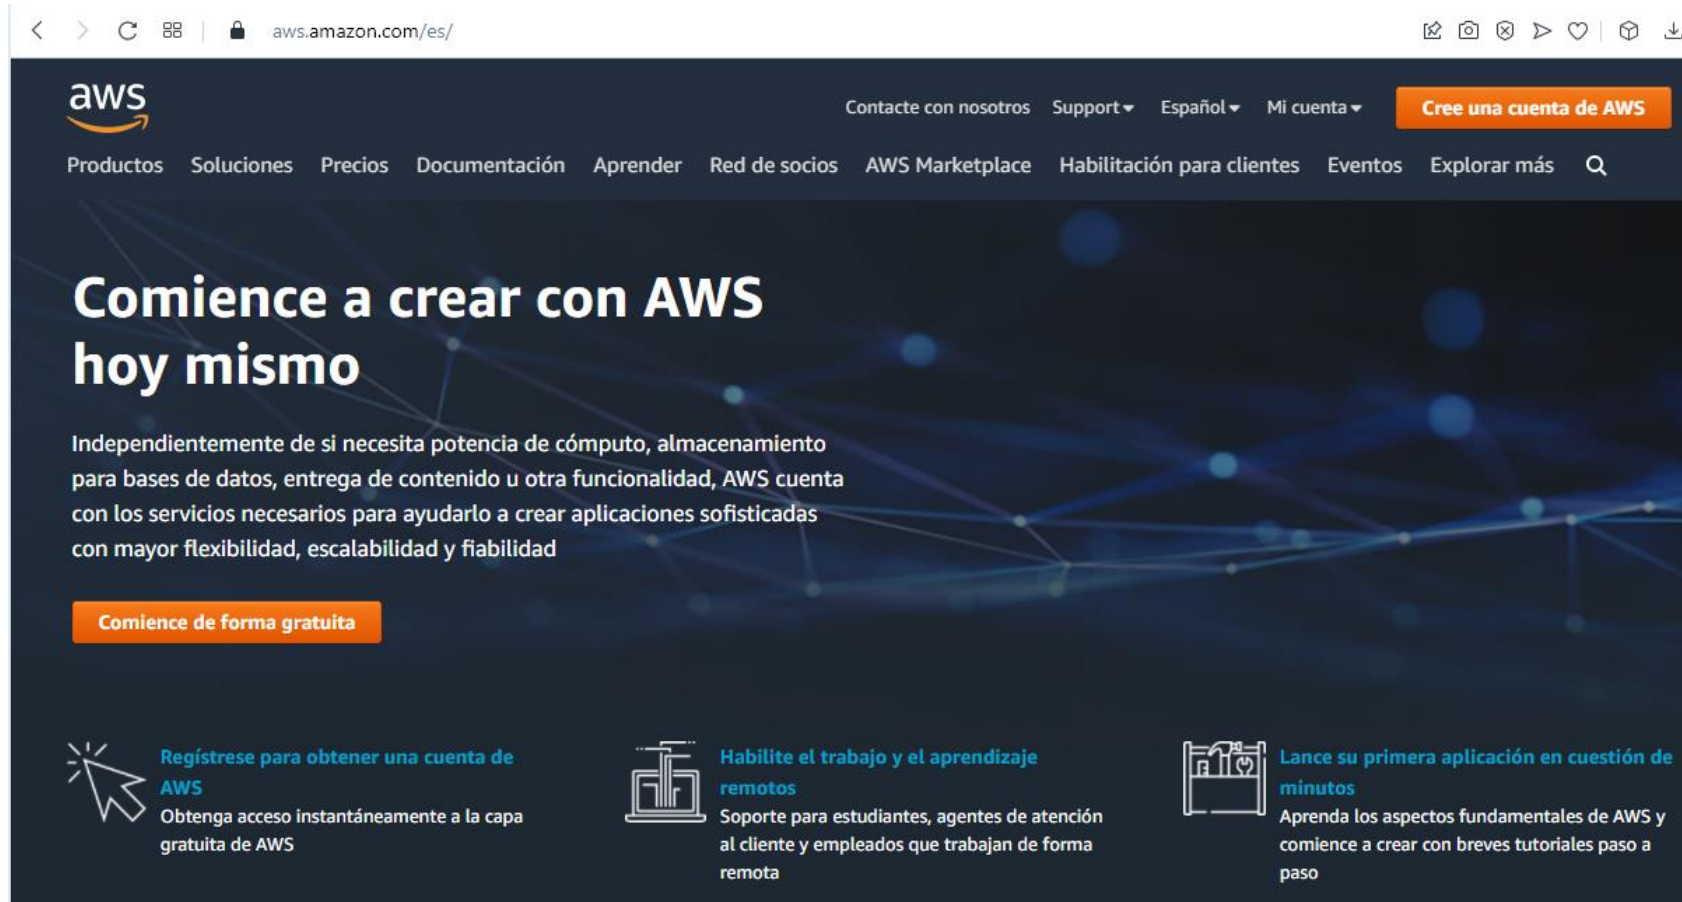 aws.amazon.com/es/
aws
Contacte con nosotros Support Español Mi cuenta Cree una cuenta de AWS
Productos Soluciones Precios Documentación Aprender Red de socios AWS Marketplace Habilitación para clientes Eventos Explorar más
Comience a crear con AWS
hoy mismo
Independientemente de si necesita potencia de cómputo, almacenamiento
para bases de datos, entrega de contenido u otra funcionalidad, AWS cuenta
con los servicios necesarios para ayudarlo a crear aplicaciones sofisticadas
con mayor flexibilidad, escalabilidad y fiabilidad
Comience de forma gratuita
Regístrese para obtener una cuenta de
AWS
Obtenga acceso instantáneamente a la capa
gratuita de AWS
Habilite el trabajo y el aprendizaje
remotos
Soporte para estudiantes, agentes de atención
al cliente y empleados que trabajan de forma
remota
Lance su primera aplicación en cuestión de
minutos
Aprenda los aspectos fundamentales de AWS y
comience a crear con breves tutoriales paso a
paso